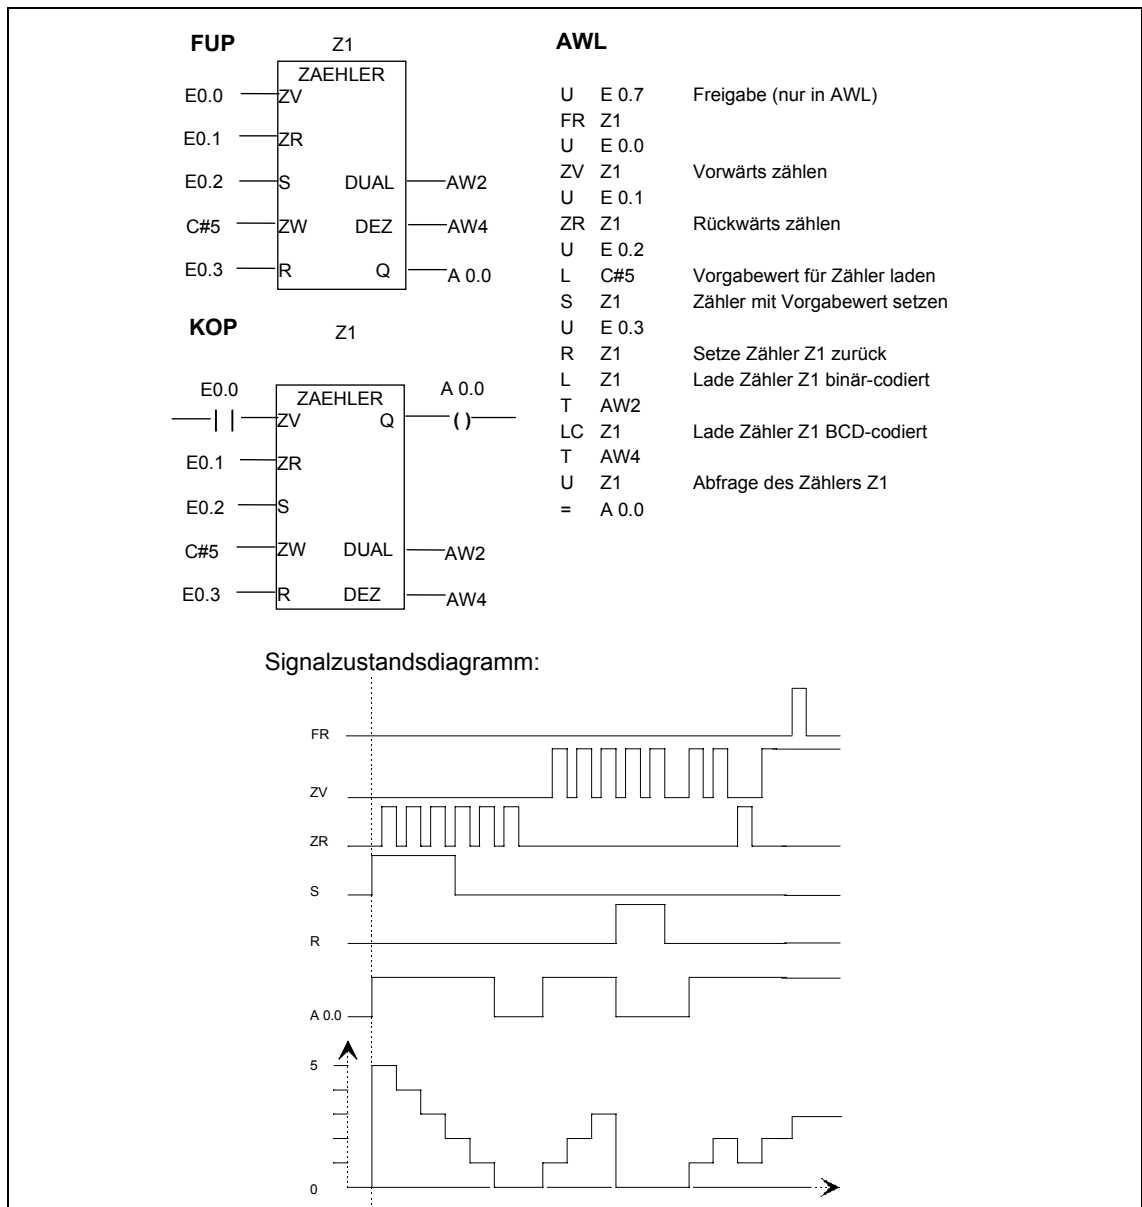 FUP
Z1
ZAEHLER
E0.0 ZV
E0.1 ZR
E0.2 S DUAL AW2
C#5 ZW DEZ AW4
E0.3 R Q A 0.0
KOP
Z1
E0.0 ZAEHLER A 0.0
ZV Q ( )
E0.1 ZR
E0.2 S
C#5 ZW DUAL AW2
E0.3 R DEZ AW4
AWL
U E 0.7 Freigabe (nur in AWL)
FR Z1
U E 0.0
ZV Z1 Vorwärts zählen
U E 0.1
ZR Z1 Rückwärts zählen
U E 0.2
L C#5 Vorgabewert für Zähler laden
S Z1 Zähler mit Vorgabewert setzen
U E 0.3
R Z1 Setze Zähler Z1 zurück
L Z1 Lade Zähler Z1 binär-codiert
T AW2
LC Z1 Lade Zähler Z1 BCD-codiert
T AW4
U Z1 Abfrage des Zählers Z1
= A 0.0
Signalzustandsdiagramm:
FR
ZV
ZR
S
R
A 0.0
5
0